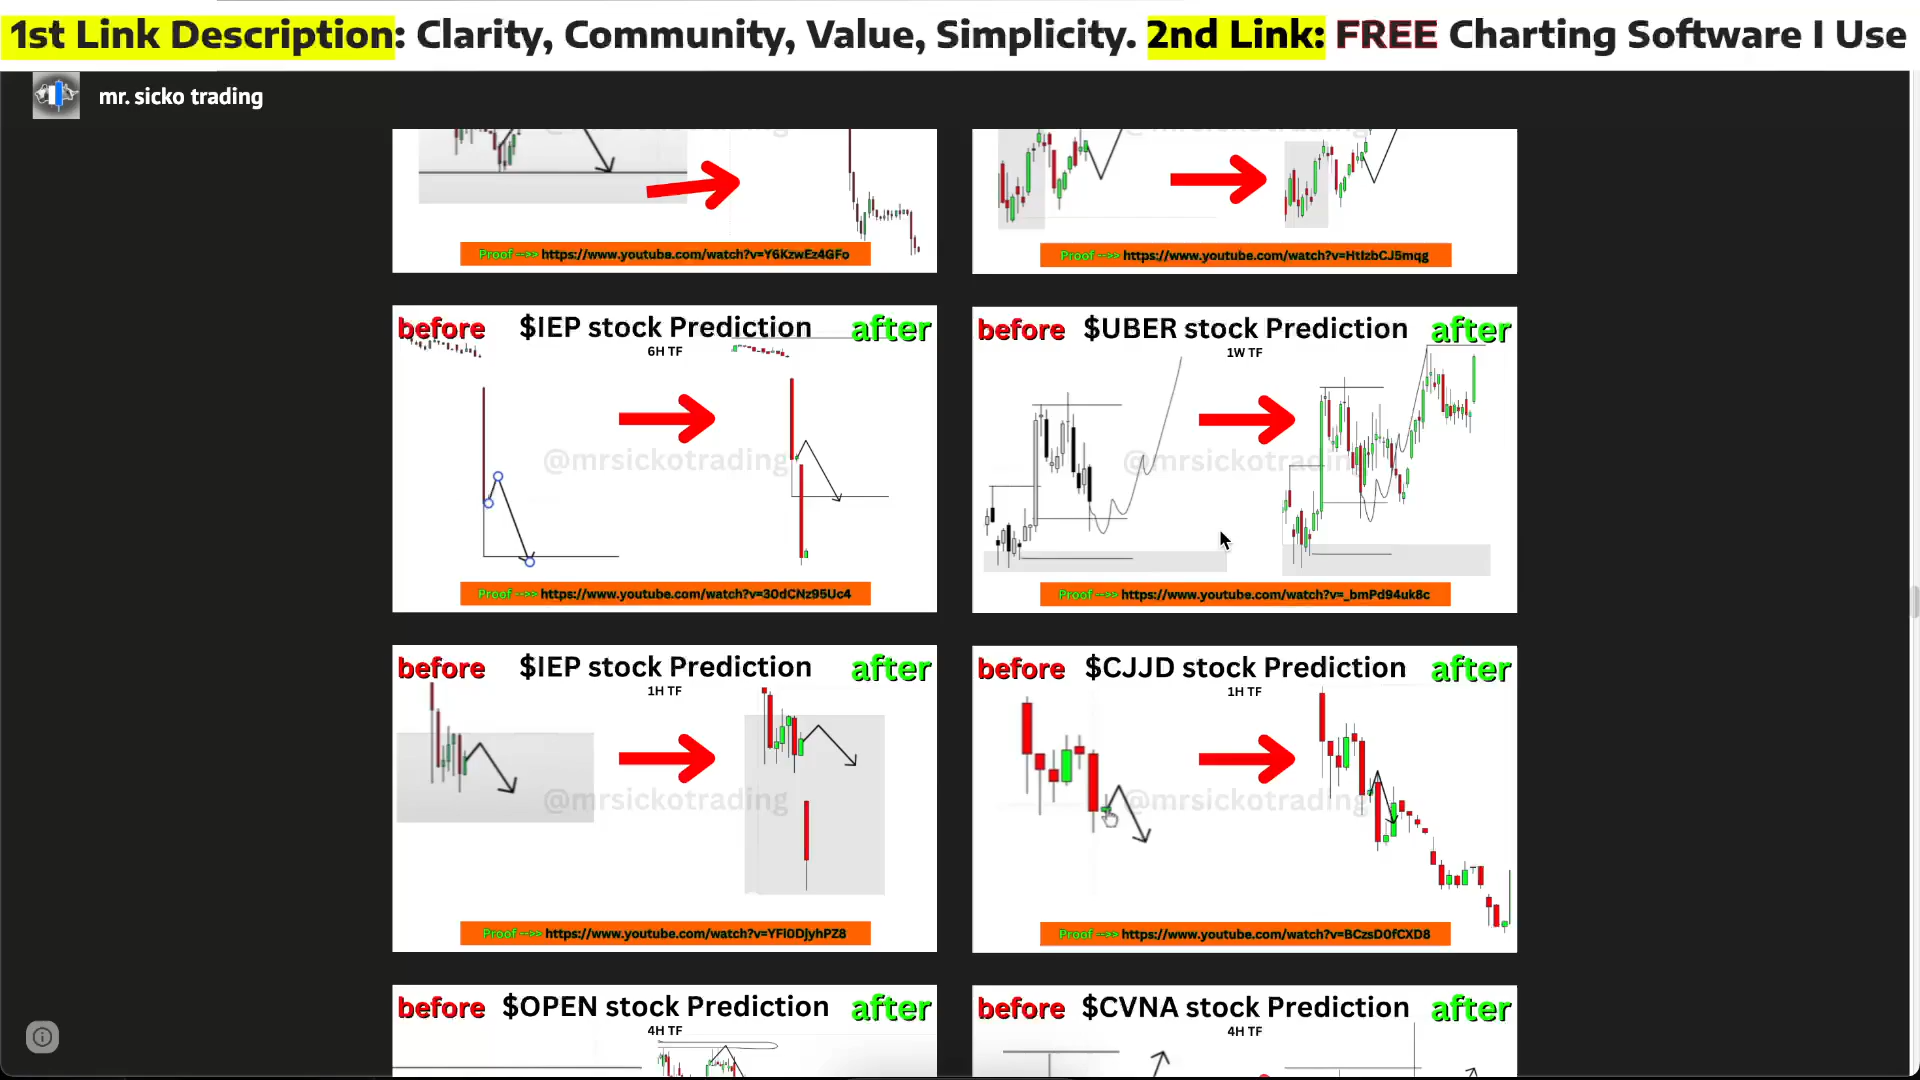 1st Link Description: Clarity, Community, Value, Simplicity. 2nd Link: FREE Charting Software I Use
mr. sicko trading
Proof -->> https://www.youtube.com/watch?v=Y6KzwEz4GFo
Proof -->> https://www.youtube.com/watch?v=HtIzbCJ5mqg
before $IEP stock Prediction after
6H TF
@mrsickotrading
Proof -->> https://www.youtube.com/watch?v=30dCNz95Uc4
before $UBER stock Prediction after
1W TF
@mrsickotrading
Proof -->> https://www.youtube.com/watch?v=_bmPd94uk8c
before $IEP stock Prediction after
1H TF
@mrsickotrading
Proof -->> https://www.youtube.com/watch?v=YFi0DjyhPZ8
before $CJJD stock Prediction after
1H TF
@mrsickotrading
Proof -->> https://www.youtube.com/watch?v=BCzsD0fCXD8
before $OPEN stock Prediction after
4H TF
before $CVNA stock Prediction after
4H TF